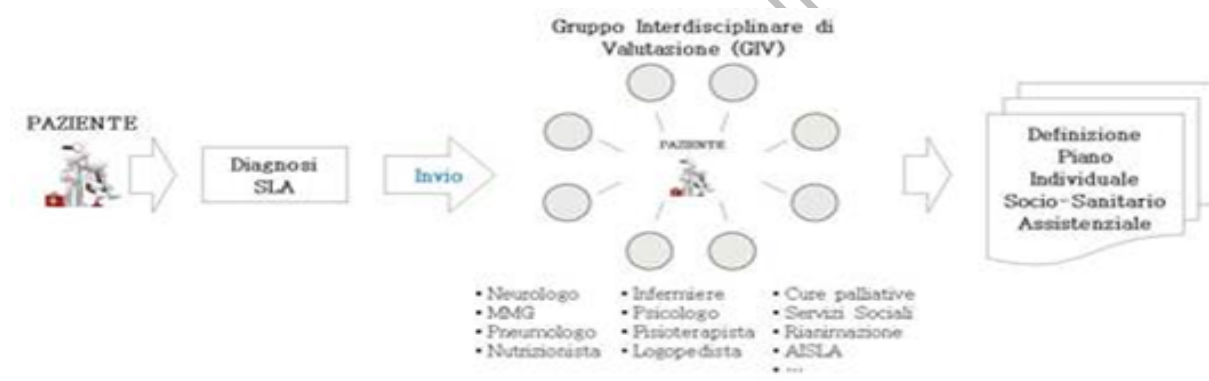 Gruppo Interdisciplinare di
Valutazione (GIV)
PAZIENTE
Diagnosi
SLA
Invio
PAZIENTE
Definizione
Piano
Individuale
Socio-Sanitario
Assistenziale
• Neurologo
• MMG
• Pneumologo
• Nutrizionista
• Infermiere
• Psicologo
• Fisioterapista
• Logopedista
• Cure palliative
• Servizi Sociali
• Rianimazione
• AISLA
• ...